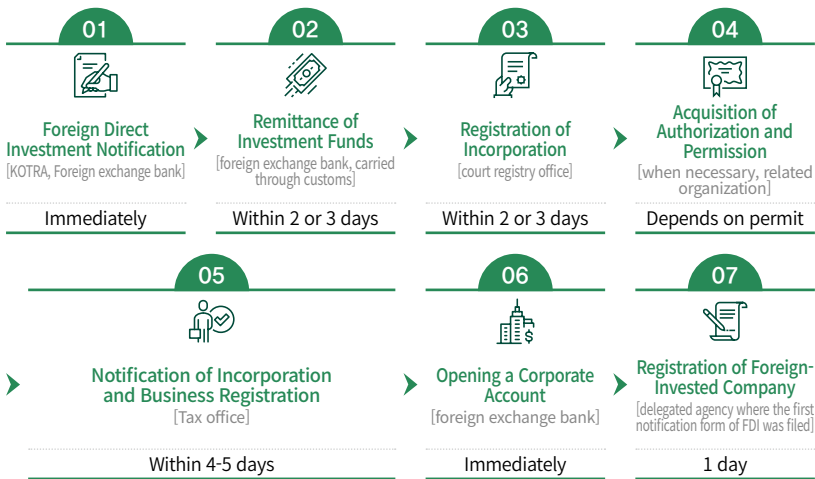 01
Foreign Direct
Investment Notification
[KOTRA, Foreign exchange bank]
Immediately
02
Remittance of
Investment Funds
[foreign exchange bank, carried
through customs]
Within 2 or 3 days
03
Registration of
Incorporation
[court registry office]
Within 2 or 3 days
04
Acquisition of
Authorization and
Permission
[when necessary, related
organization]
Depends on permit
05
Notification of Incorporation
and Business Registration
[Tax office]
Within 4-5 days
06
Opening a Corporate
Account
[foreign exchange bank]
Immediately
07
Registration of Foreign-
Invested Company
[delegated agency where the first
notification form of FDI was filed]
1 day